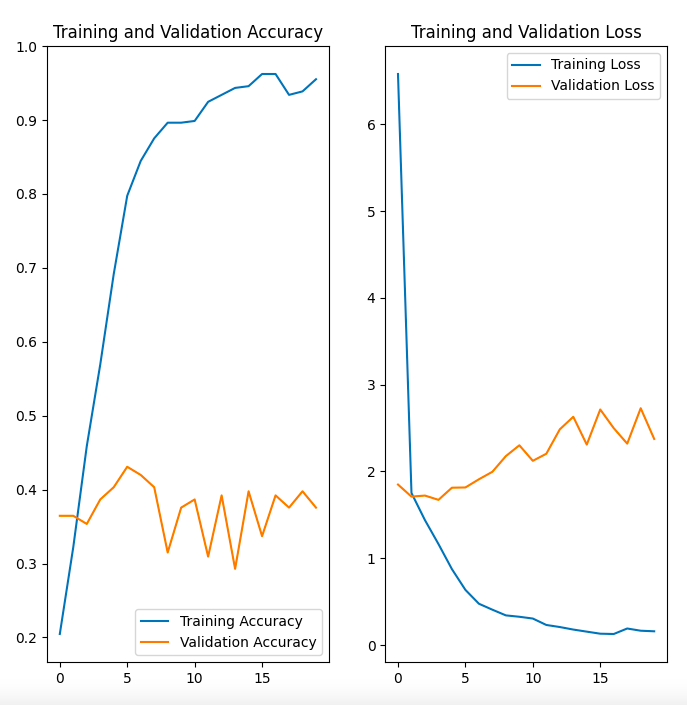 Training and Validation Accuracy
1.0
0.9
0.8
0.7
0.6
0.5
0.4
0.3
0.2
0 5 10 15
Training Accuracy
Validation Accuracy
Training and Validation Loss
Training Loss
Validation Loss
6
5
4
3
2
1
0
0 5 10 15